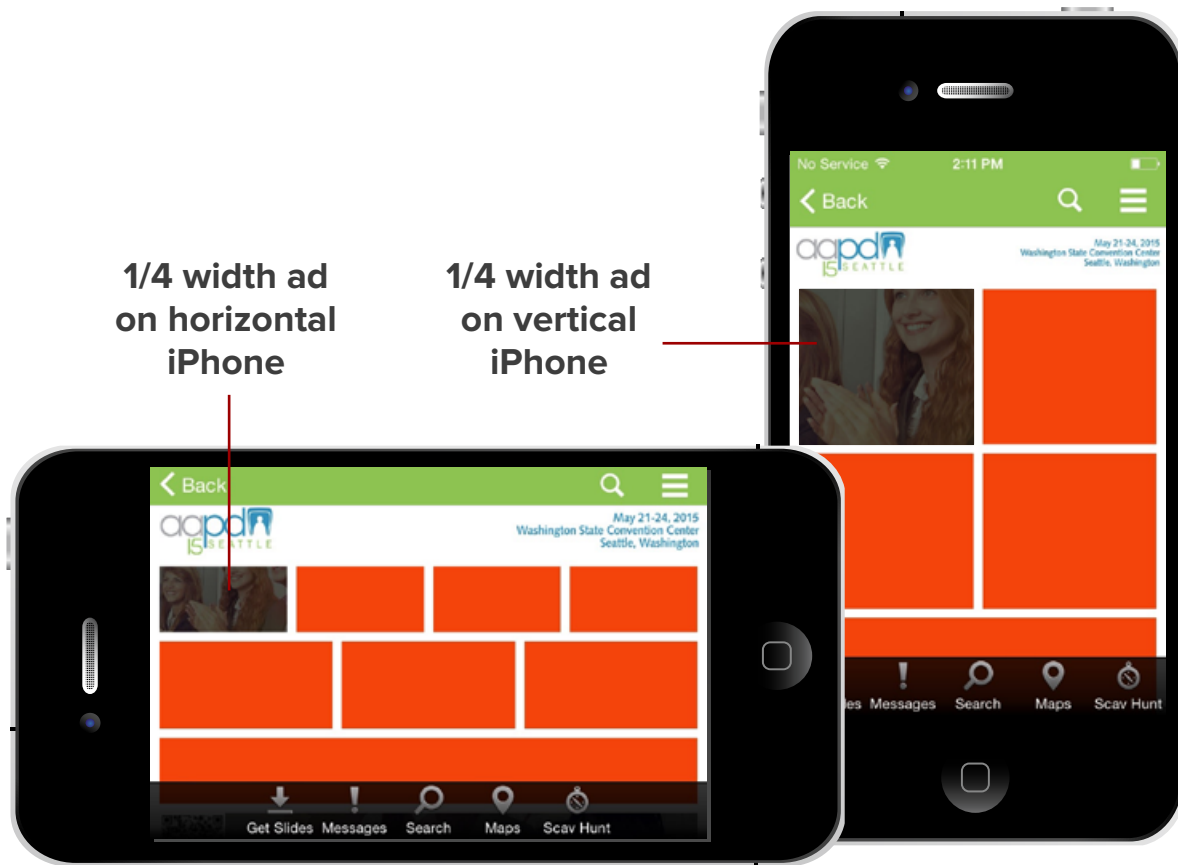 1/4 width ad
on horizontal
iPhone
1/4 width ad
on vertical
iPhone
No Service 2:11 PM
Back
aapd
15 SEATTLE
May 21-24, 2015
Washington State Convention Center
Seattle, Washington
les Messages Search Maps Scav Hunt
Back
aapd
15 SEATTLE
May 21-24, 2015
Washington State Convention Center
Seattle, Washington
Get Slides Messages Search Maps Scav Hunt